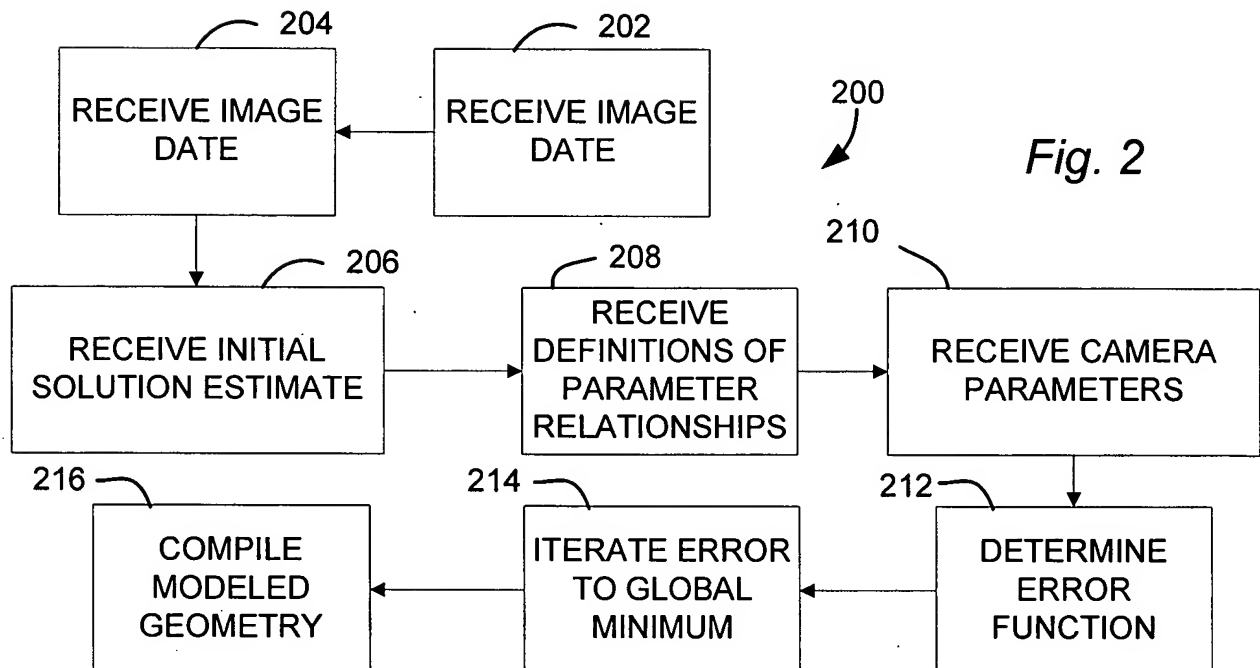 204
202
RECEIVE IMAGE
DATE
RECEIVE IMAGE
DATE
200
Fig. 2
206
208
210
RECEIVE INITIAL
SOLUTION ESTIMATE
RECEIVE
DEFINITIONS OF
PARAMETER
RELATIONSHIPS
RECEIVE CAMERA
PARAMETERS
216
214
212
COMPILE
MODELED
GEOMETRY
ITERATE ERROR
TO GLOBAL
MINIMUM
DETERMINE
ERROR
FUNCTION